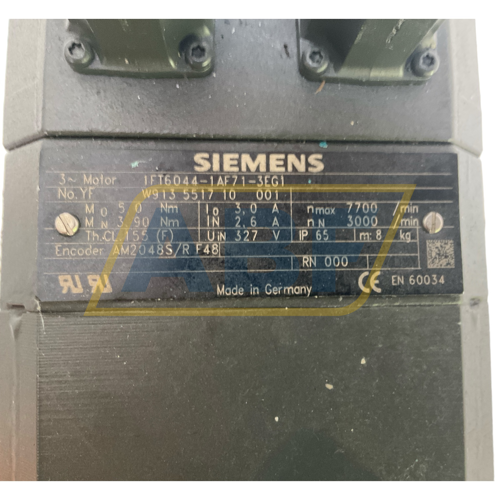 SIEMENS
3~ Motor 1FT6044-1AF71-3EG1
No. YF W913 5517 10 001
M0 5,0 Nm I0 3,0 A nmax 7700 /min
MN 3,90 Nm IN 2,6 A nN 3000 /min
Th.Cl.155 (F) UIN 327 V IP 65 m: 8 kg
Encoder AM2048S/R F48
RN 000
Made in Germany CE EN 60034